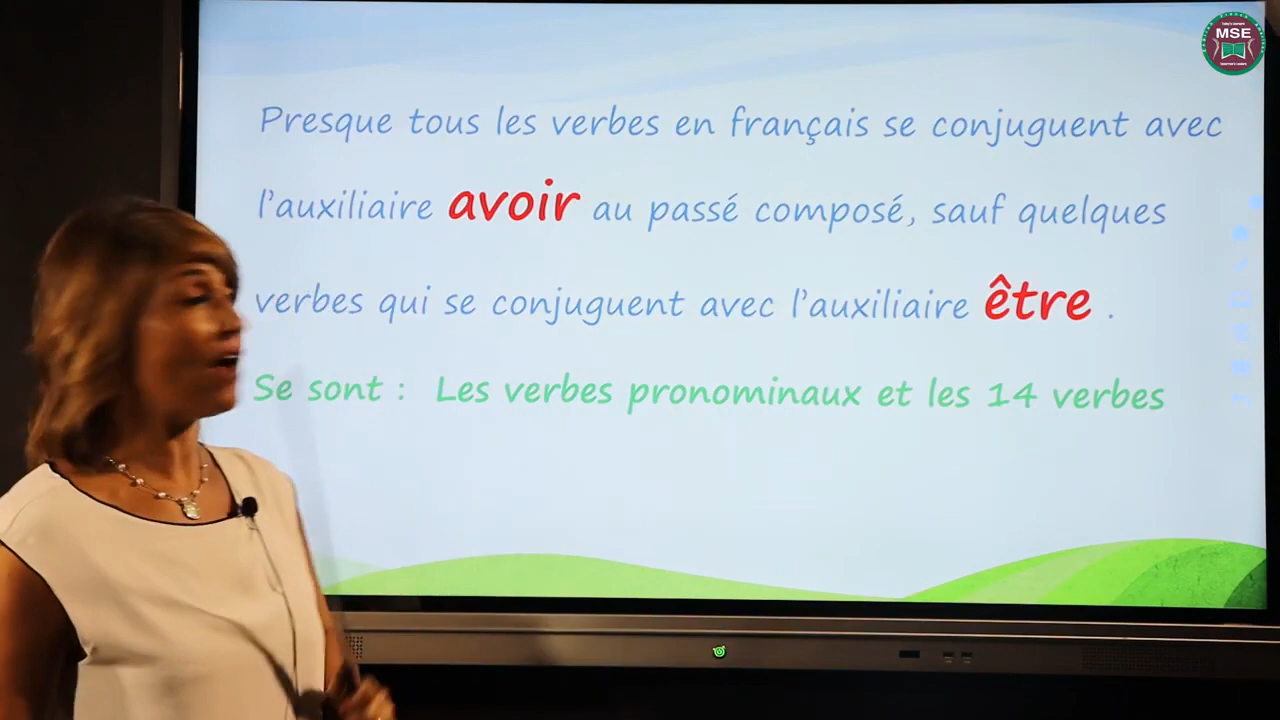 MSE
Presque tous les verbes en français se conjuguent avec
l'auxiliaire avoir au passé composé, sauf quelques
verbes qui se conjuguent avec l'auxiliaire être .
Se sont : Les verbes pronominaux et les 14 verbes